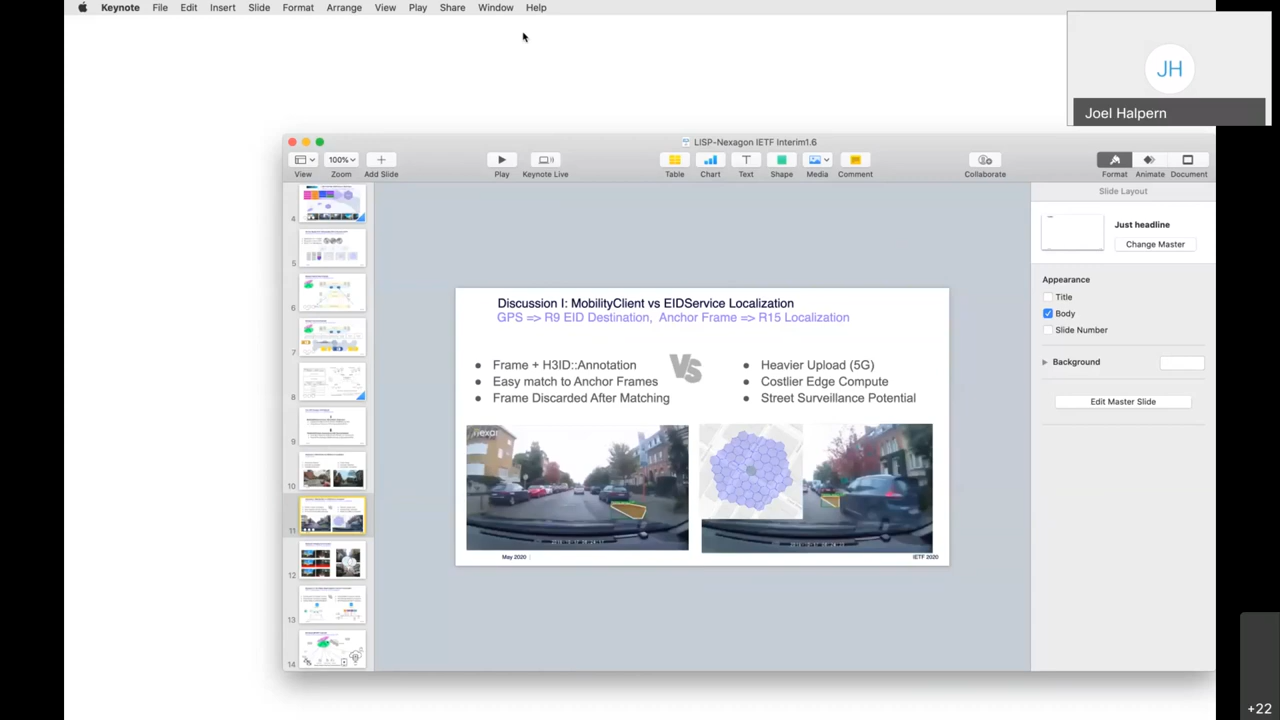 Keynote File Edit Insert Slide Format Arrange View Play Share Window Help
JH
Joel Halpern
LISP-Nexagon IETF Interim1.6
100%
View Zoom Add Slide Play Keynote Live Table Chart Text Shape Media Comment Collaborate Format Animate Document
Slide Layout
Just headline
Change Master
Appearance
Title
Body
Slide Number
Background
Edit Master Slide
4
5
6
7
8
9
10
11
12
13
14
Discussion I: MobilityClient vs EIDService Localization
GPS => R9 EID Destination, Anchor Frame => R15 Localization
• Frame + H3ID::Annotation
• Easy match to Anchor Frames
• Frame Discarded After Matching
VS
• Heavier Upload (5G)
• Costlier Edge Compute
• Street Surveillance Potential
nexar
May 2020
IETF 2020
+22